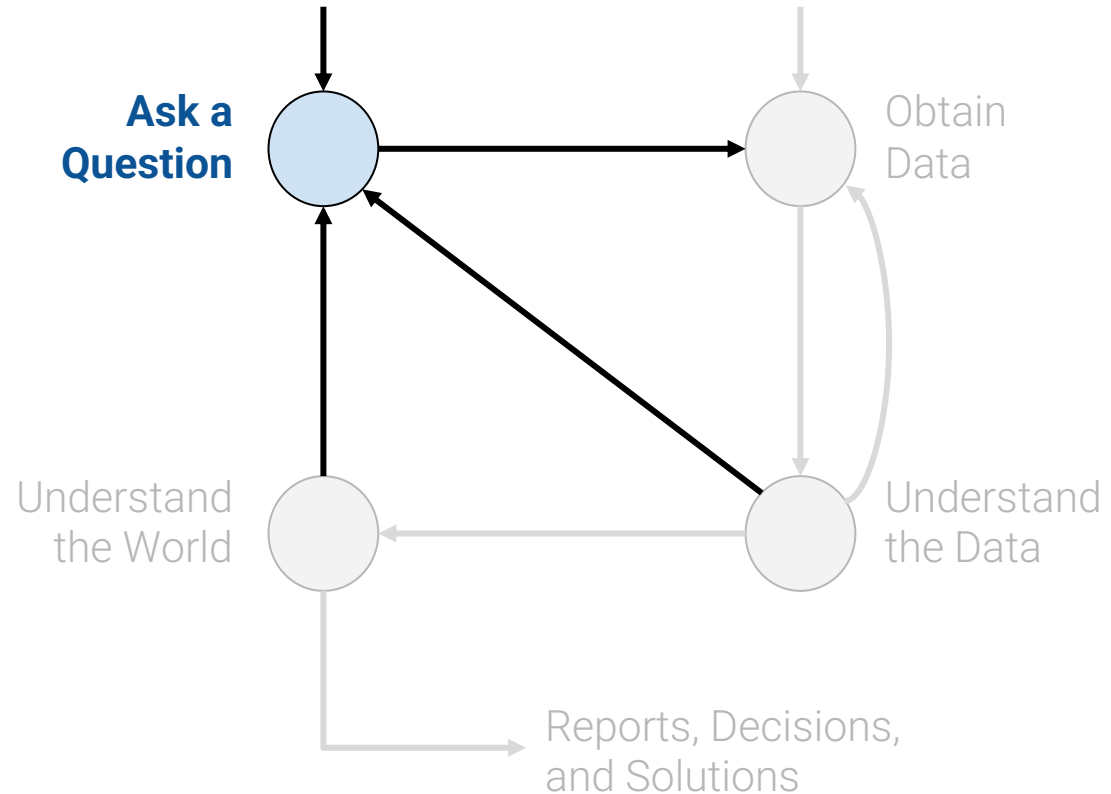 Ask a
Question
Obtain
Data
Understand
the World
Understand
the Data
Reports, Decisions,
and Solutions